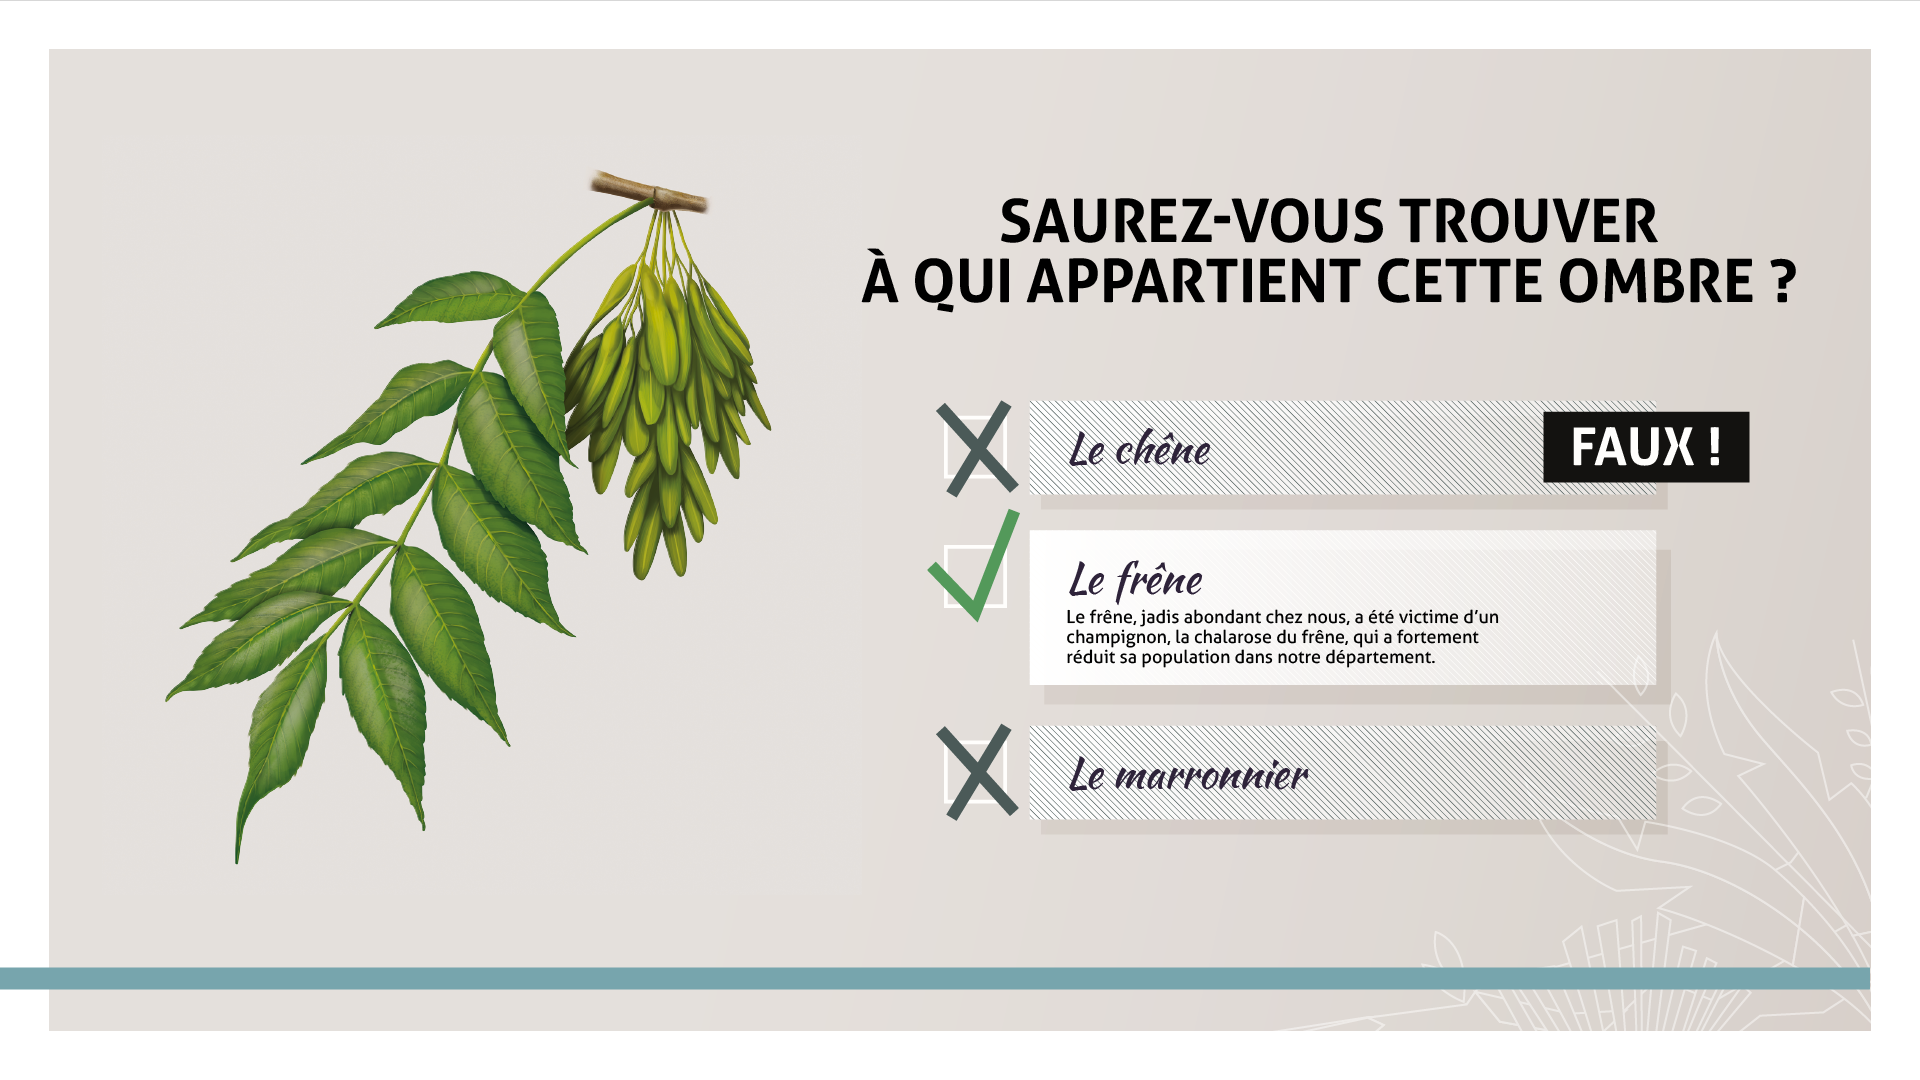 SAUREZ-VOUS TROUVER
À QUI APPARTIENT CETTE OMBRE ?
Le chêne
FAUX !
Le frêne
Le frêne, jadis abondant chez nous, a été victime d'un
champignon, la chalarose du frêne, qui a fortement
réduit sa population dans notre département.
Le marronnier